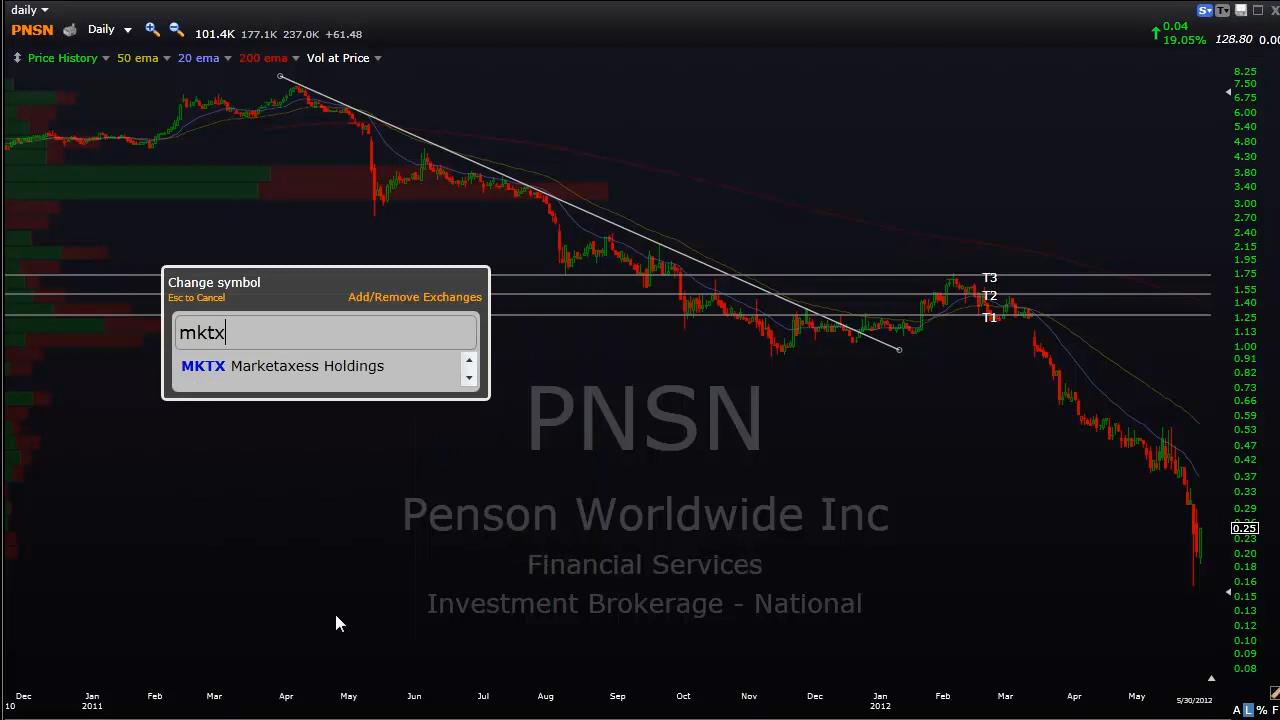 daily
S T X
PNSN Daily 101.4K 177.1K 237.0K +61.48
0.04
19.05% 128.80 0.00
Price History 50 ema 20 ema 200 ema Vol at Price
8.25
7.50
6.75
6.00
5.40
4.80
4.30
3.80
3.40
3.00
2.70
2.40
2.15
1.95
1.75
1.55
1.40
1.25
1.13
1.00
0.91
0.82
0.73
0.66
0.59
0.53
0.47
0.42
0.37
0.33
0.29
0.25
0.23
0.20
0.18
0.16
0.15
0.13
0.12
0.10
0.09
0.08
T3
T2
T1
Change symbol
Esc to Cancel Add/Remove Exchanges
mktx
MKTX Marketaxess Holdings
PNSN
Penson Worldwide Inc
Financial Services
Investment Brokerage - National
Dec Jan Feb Mar Apr May Jun Jul Aug Sep Oct Nov Dec Jan Feb Mar Apr May
10 2011 2012 5/30/2012
A L % F